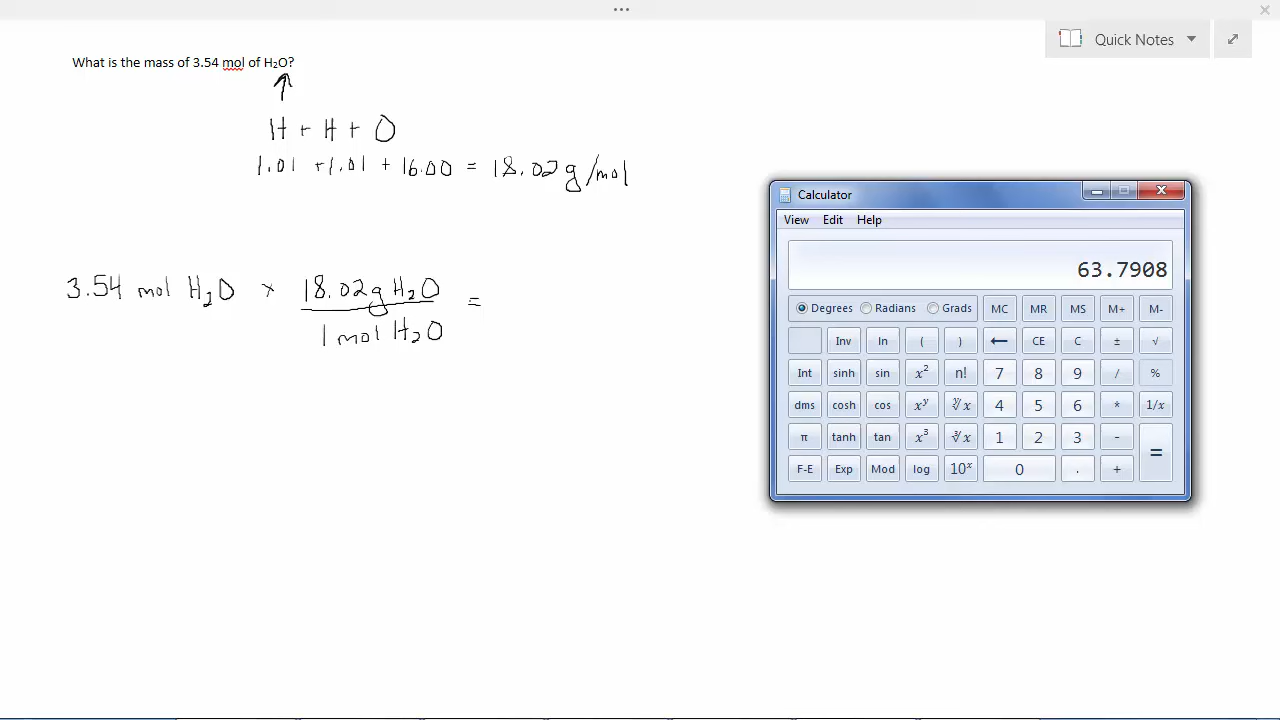 •••
Quick Notes
What is the mass of 3.54 mol of H₂O?
H + H + O
1.01 + 1.01 + 16.00 = 18.02 g/mol
3.54 mol H₂O × 18.02 g H₂O =
1 mol H₂O
Calculator
View Edit Help
63.7908
Degrees Radians Grads MC MR MS M+ M-
Inv ln ( ) ← CE C ± √
Int sinh sin x² n! 7 8 9 / %
dms cosh cos xʸ ʸ√x 4 5 6 * 1/x
π tanh tan x³ ³√x 1 2 3 - =
F-E Exp Mod log 10ˣ 0 . +